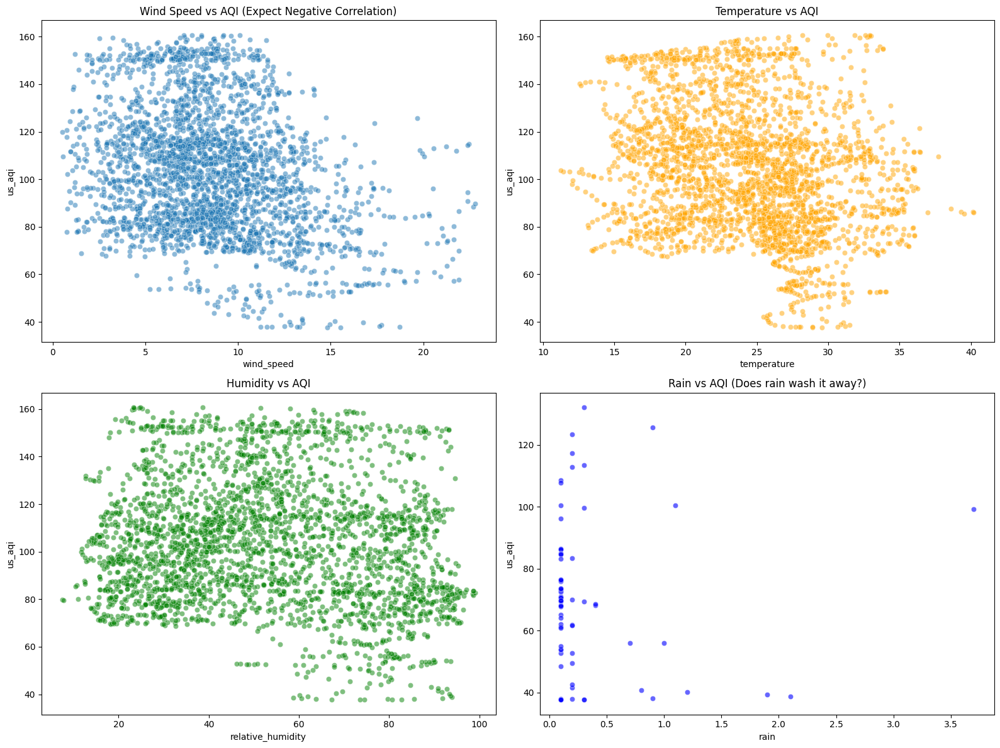 Wind Speed vs AQI (Expect Negative Correlation)
160
140
120
100
80
60
40
us_aqi
0 5 10 15 20
wind_speed
Temperature vs AQI
160
140
120
100
80
60
40
us_aqi
10 15 20 25 30 35 40
temperature
Humidity vs AQI
160
140
120
100
80
60
40
us_aqi
20 40 60 80 100
relative_humidity
Rain vs AQI (Does rain wash it away?)
120
100
80
60
40
us_aqi
0.0 0.5 1.0 1.5 2.0 2.5 3.0 3.5
rain